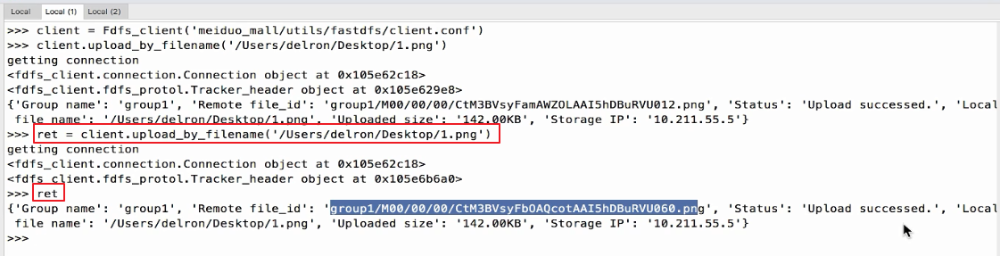 Local Local (1) Local (2)
>>> client = Fdfs_client('meiduo_mall/utils/fastdfs/client.conf')
>>> client.upload_by_filename('/Users/delron/Desktop/1.png')
getting connection
<fdfs_client.connection.Connection object at 0x105e62c18>
<fdfs_client.fdfs_protol.Tracker_header object at 0x105e629e8>
{'Group name': 'group1', 'Remote file_id': 'group1/M00/00/00/CtM3BVsyFamAWZOLAAI5hDBuRVU012.png', 'Status': 'Upload successed.', 'Local
file name': '/Users/delron/Desktop/1.png', 'Uploaded size': '142.00KB', 'Storage IP': '10.211.55.5'}
>>> ret = client.upload_by_filename('/Users/delron/Desktop/1.png')
getting connection
<fdfs_client.connection.Connection object at 0x105e62c18>
<fdfs_client.fdfs_protol.Tracker_header object at 0x105e6b6a0>
>>> ret
{'Group name': 'group1', 'Remote file_id': 'group1/M00/00/00/CtM3BVsyFbOAQcotAAI5hDBuRVU060.png', 'Status': 'Upload successed.', 'Local
file name': '/Users/delron/Desktop/1.png', 'Uploaded size': '142.00KB', 'Storage IP': '10.211.55.5'}
>>>